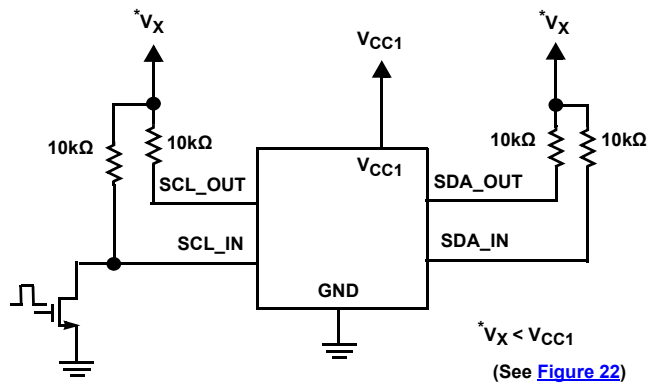 *VX
VCC1
*VX
10kΩ
10kΩ
10kΩ
10kΩ
VCC1
SCL_OUT
SDA_OUT
SCL_IN
SDA_IN
GND
*VX < VCC1
(See Figure 22)